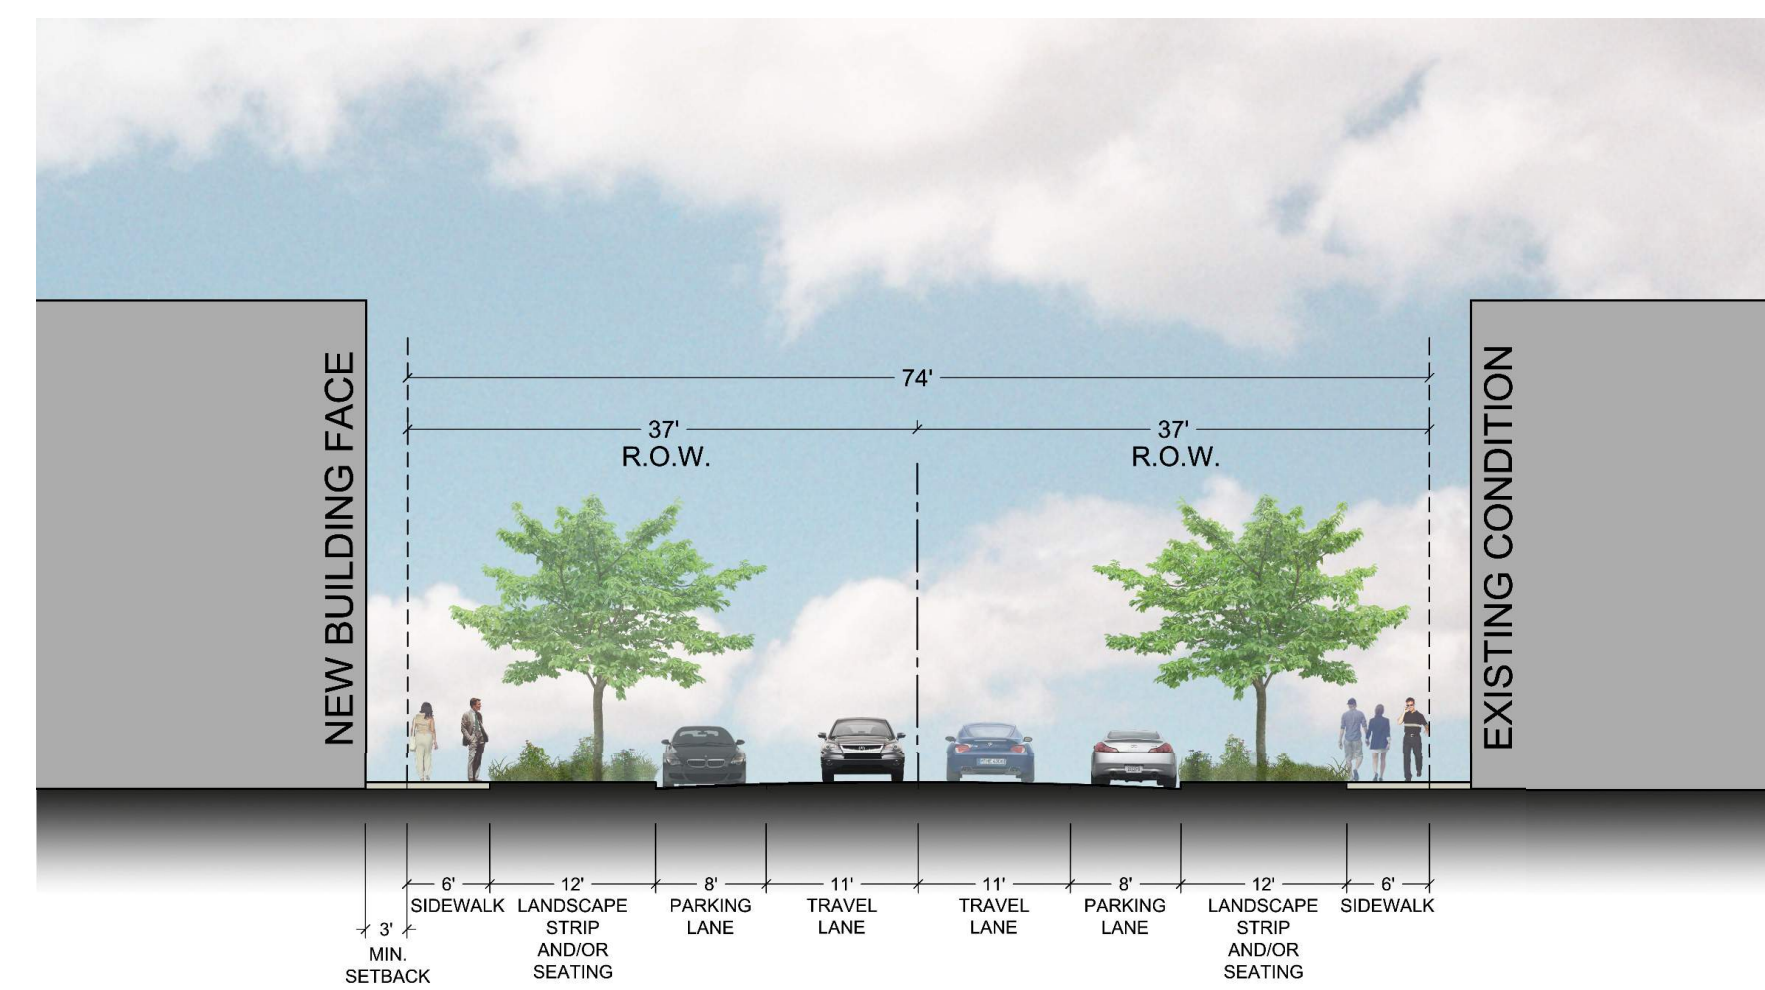 74'
37'
R.O.W.
37'
R.O.W.
NEW BUILDING FACE
EXISTING CONDITION
6'
SIDEWALK
12'
LANDSCAPE
STRIP
AND/OR
SEATING
8'
PARKING
LANE
11'
TRAVEL
LANE
11'
TRAVEL
LANE
8'
PARKING
LANE
12'
LANDSCAPE
STRIP
AND/OR
SEATING
6'
SIDEWALK
3'
MIN.
SETBACK